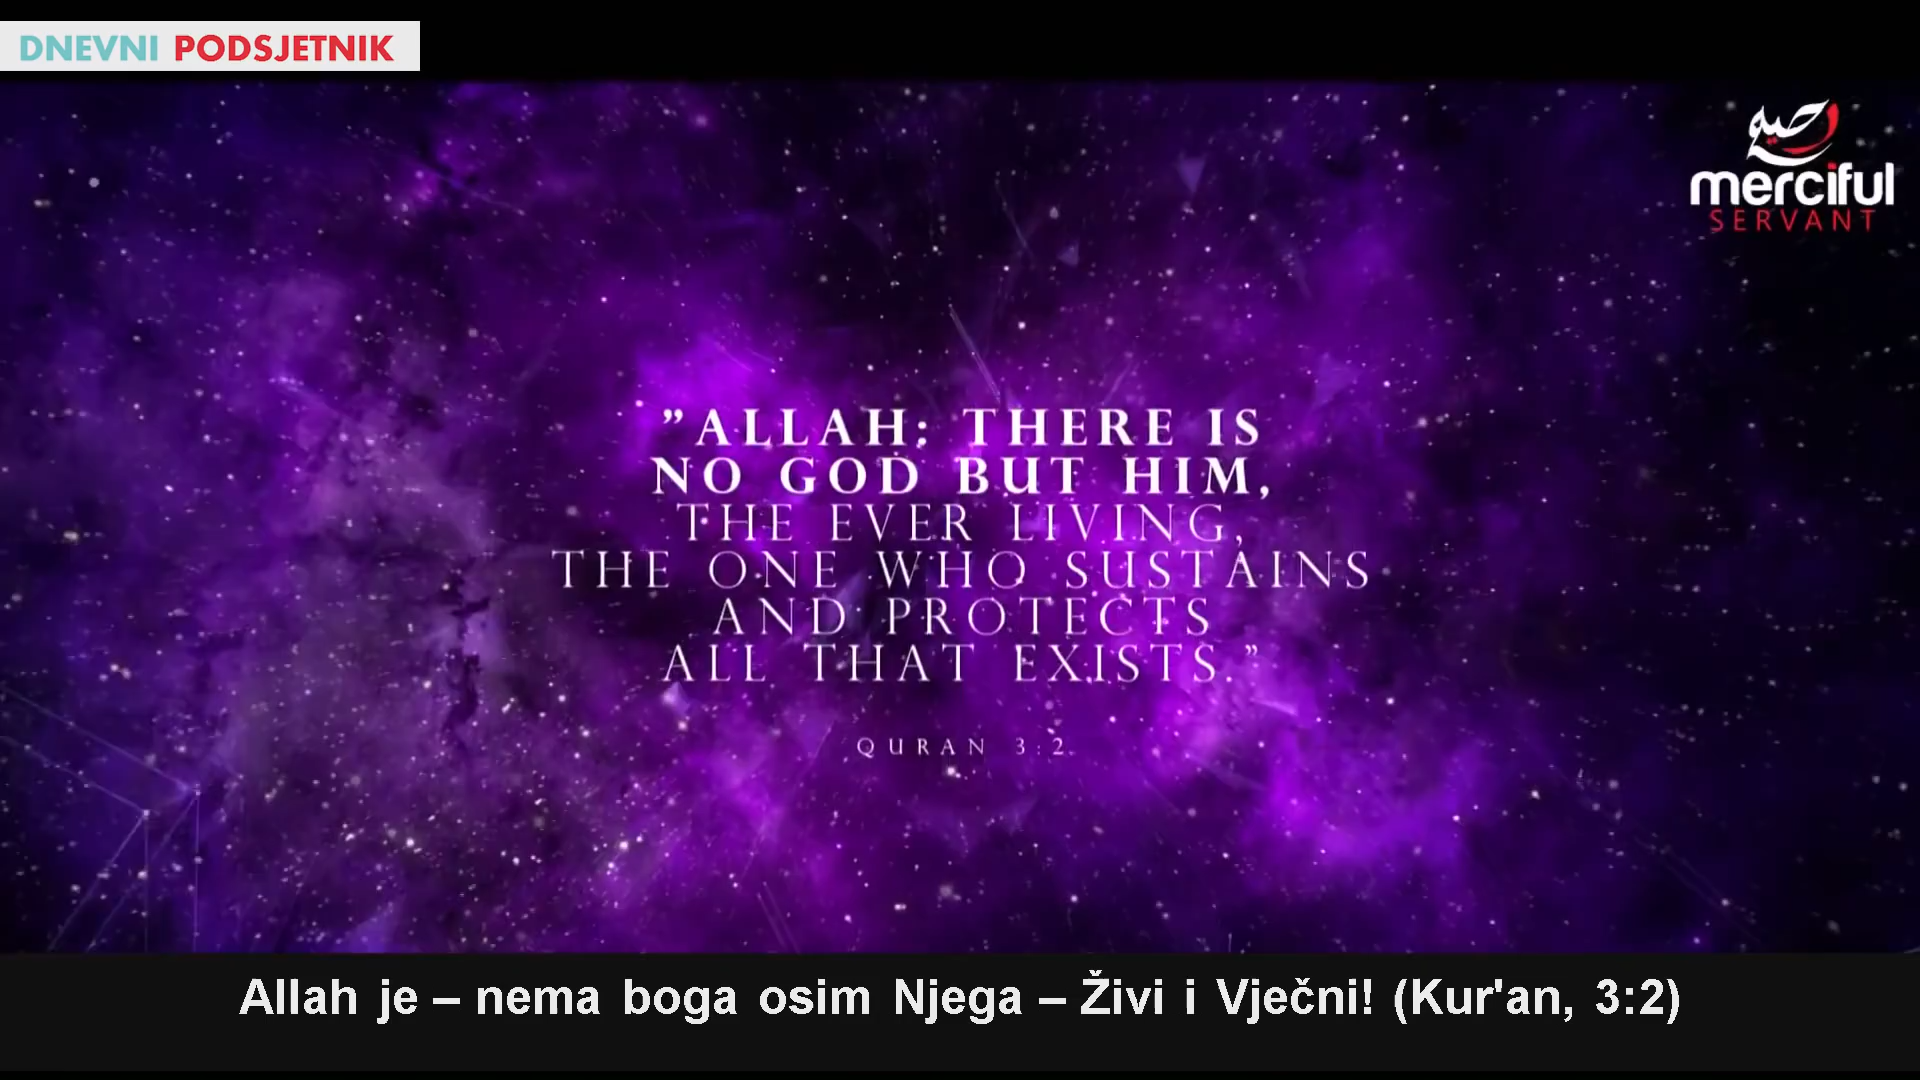 DNEVNI PODSJETNIK
merciful
SERVANT
”ALLAH: THERE IS
NO GOD BUT HIM,
THE EVER LIVING,
THE ONE WHO SUSTAINS
AND PROTECTS
ALL THAT EXISTS.”
QURAN 3:2
Allah je – nema boga osim Njega – Živi i Vječni! (Kur'an, 3:2)